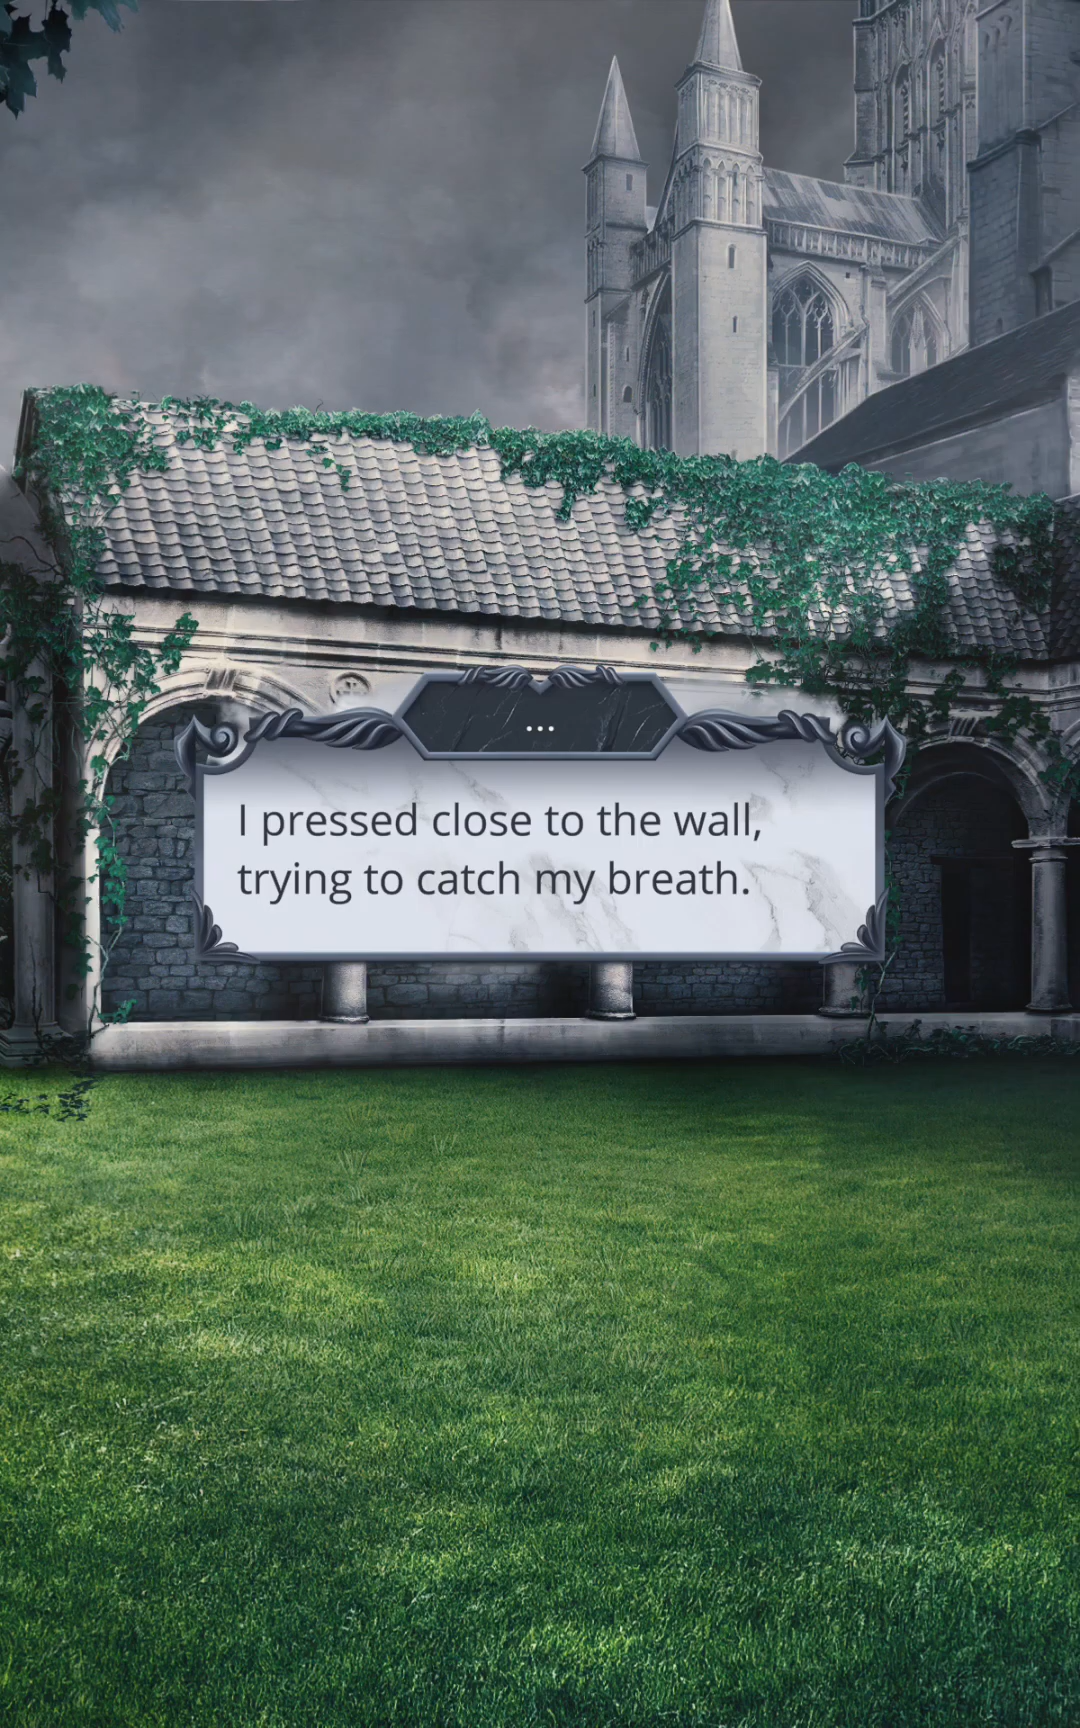 ...
I pressed close to the wall,
trying to catch my breath.